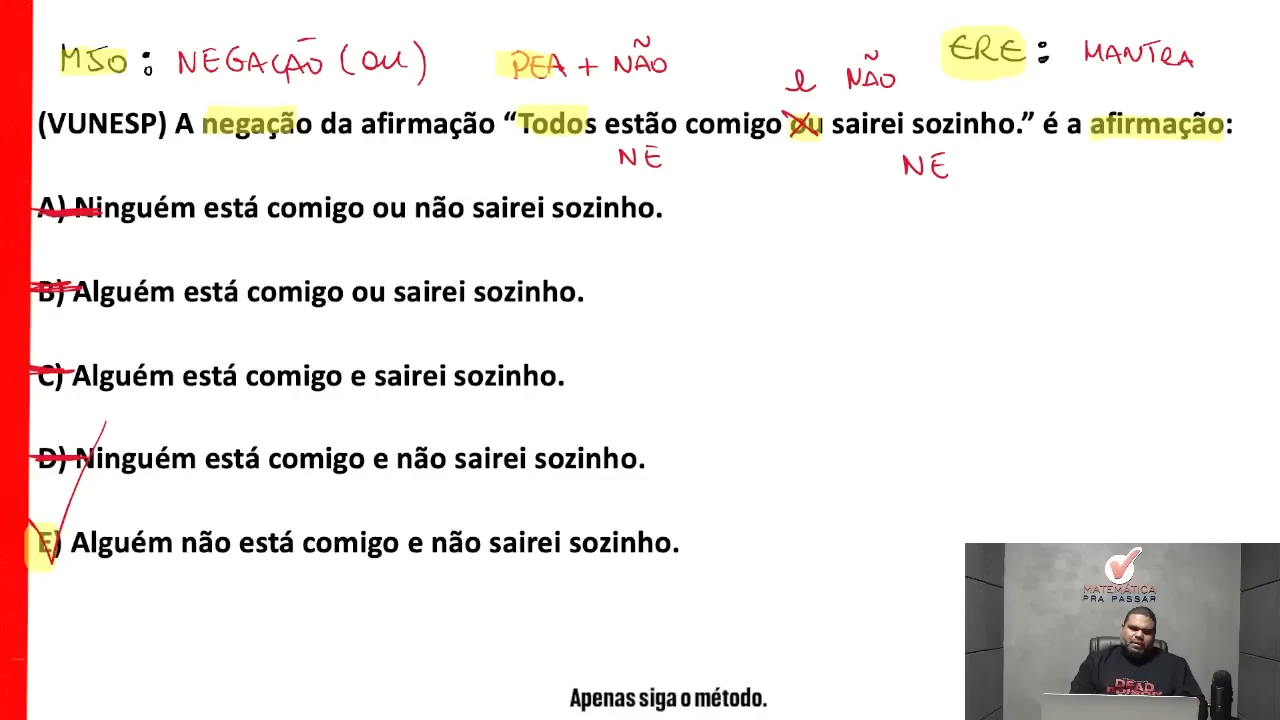 MJO : NEGAÇÃO (OU) PEA + NÃO ERE : MANTRA
e NÃO
(VUNESP) A negação da afirmação “Todos estão comigo ou sairei sozinho.” é a afirmação:
NE NE
A) Ninguém está comigo ou não sairei sozinho.
B) Alguém está comigo ou sairei sozinho.
C) Alguém está comigo e sairei sozinho.
D) Ninguém está comigo e não sairei sozinho.
E) Alguém não está comigo e não sairei sozinho.
MATEMÁTICA
PRA PASSAR
DEAD
Apenas siga o método.